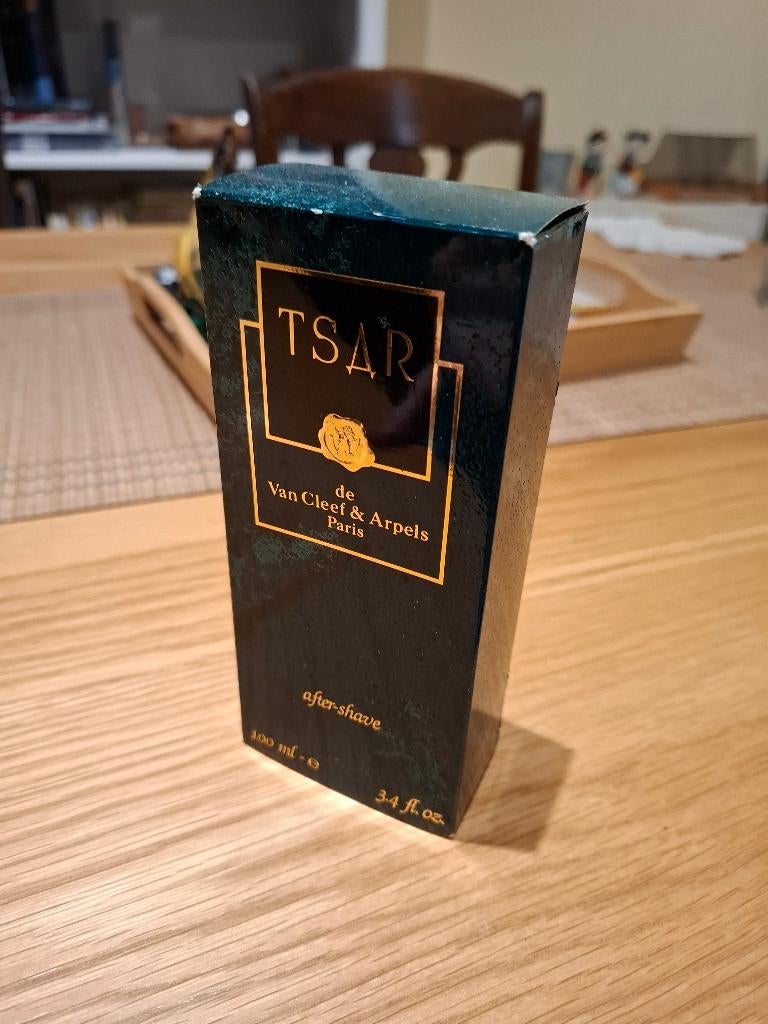 TSAR
de
Van Cleef & Arpels
Paris
after-shave
100 ml - ℮
3.4 fl. oz.